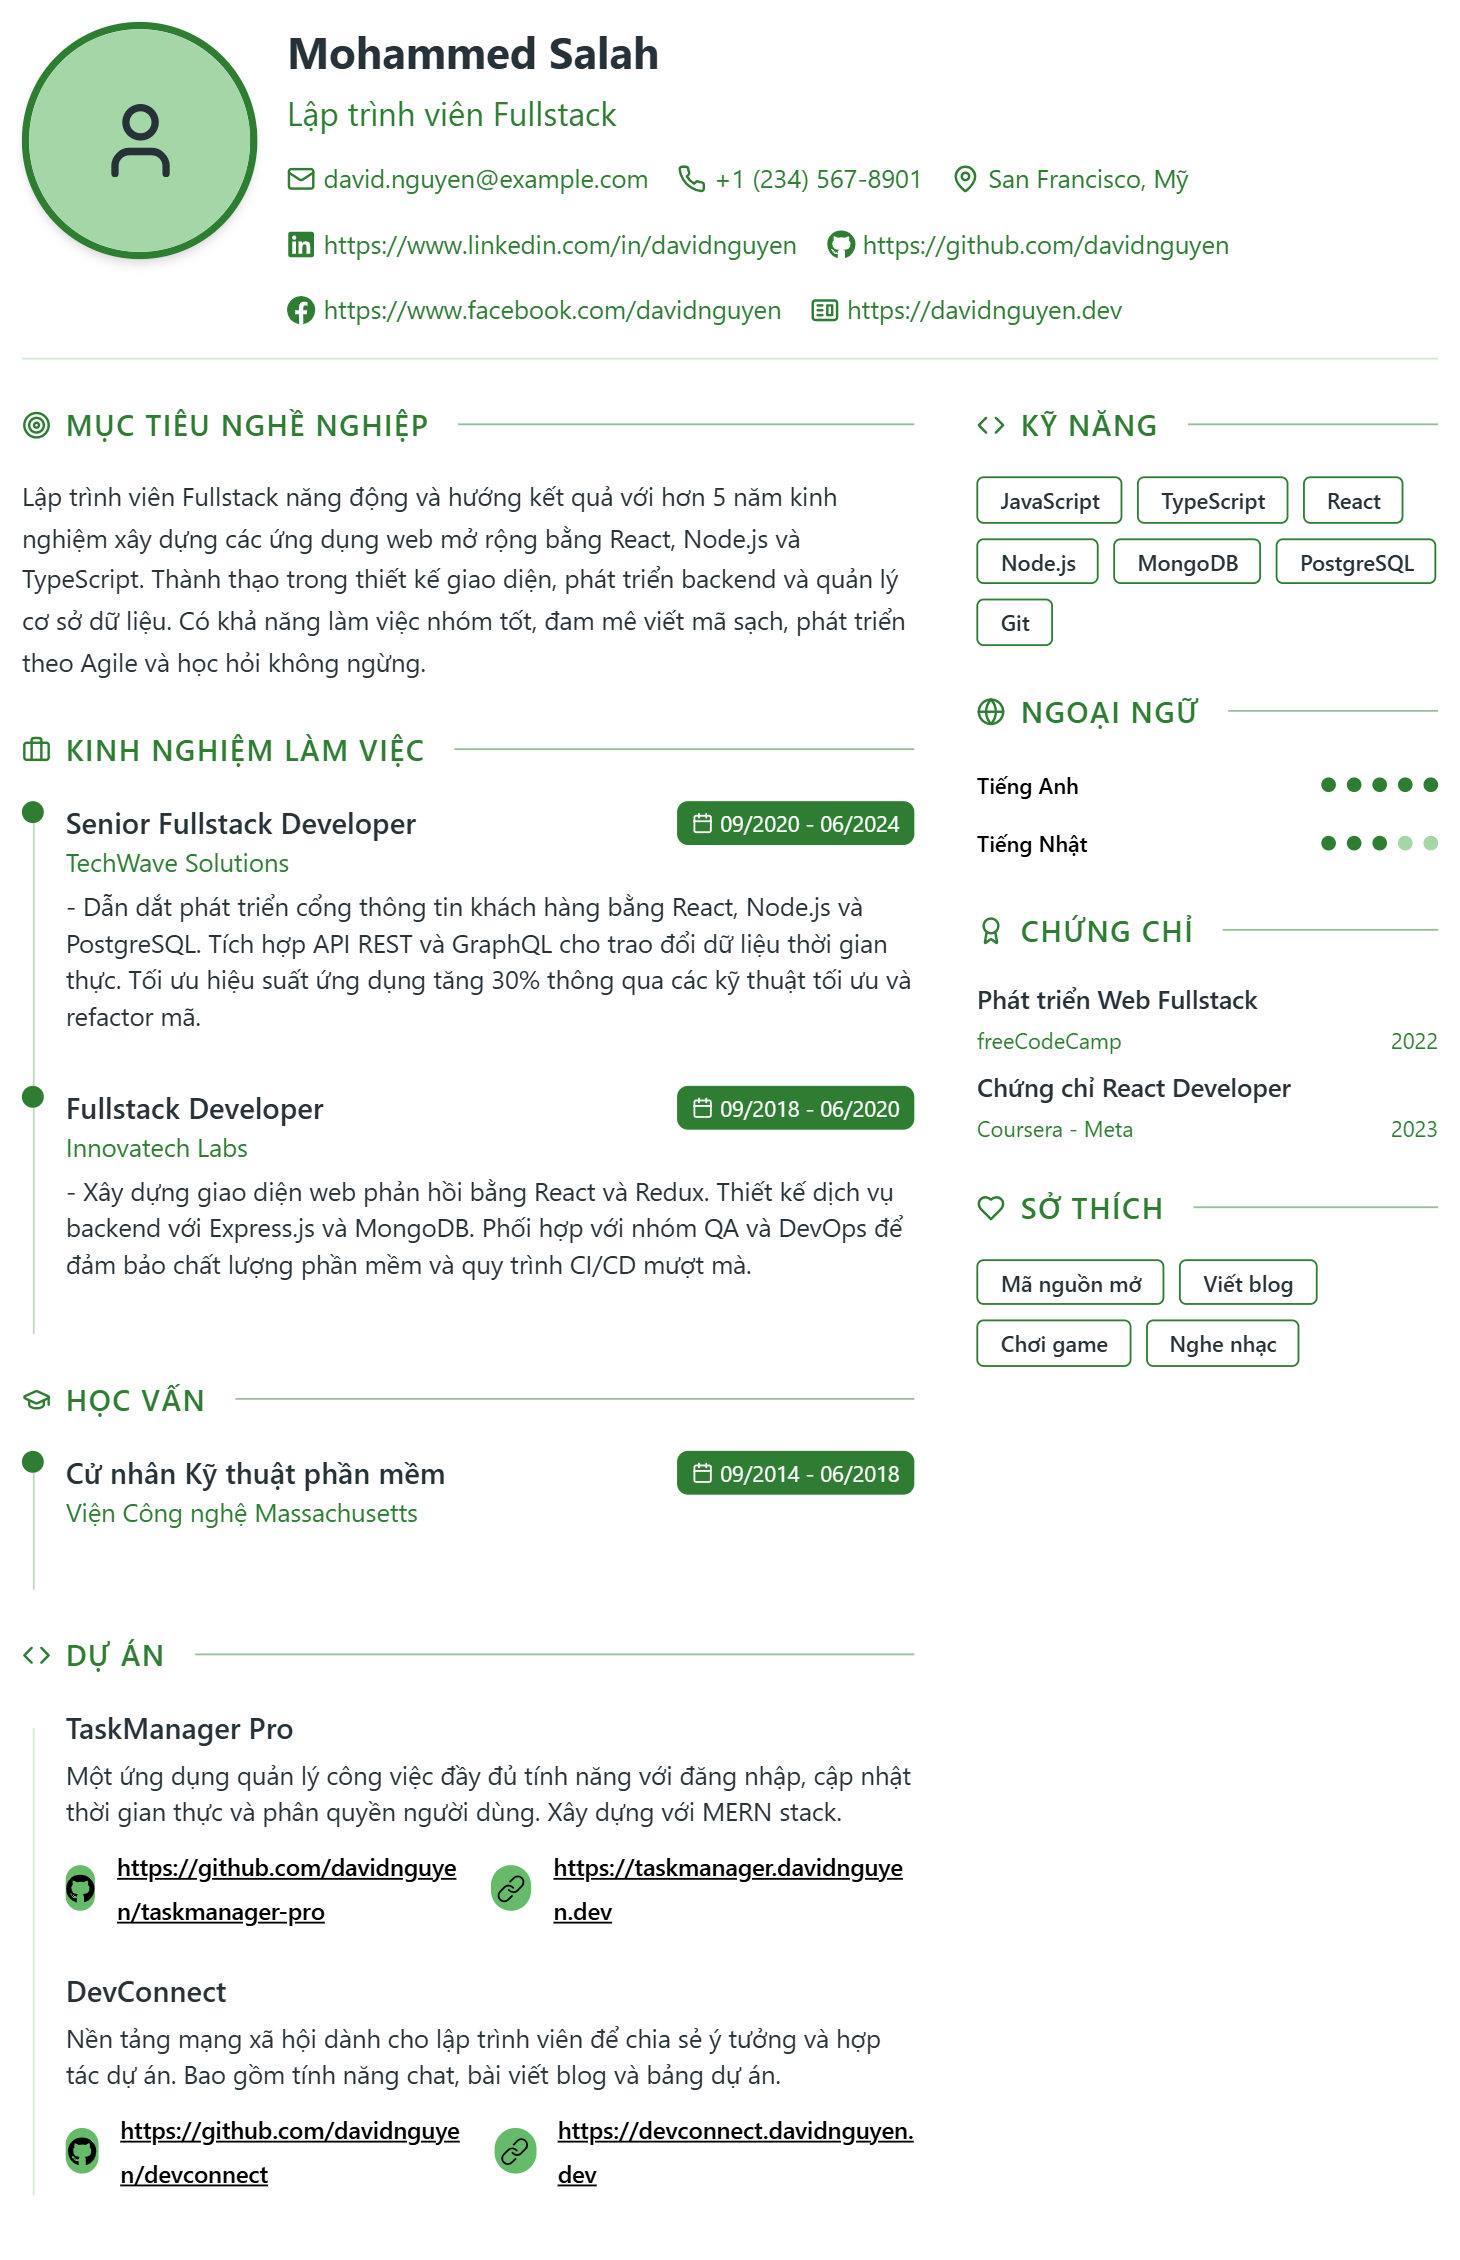 Mohammed Salah
Lập trình viên Fullstack
david.nguyen@example.com +1 (234) 567-8901 San Francisco, Mỹ
https://www.linkedin.com/in/davidnguyen https://github.com/davidnguyen
https://www.facebook.com/davidnguyen https://davidnguyen.dev
MỤC TIÊU NGHỀ NGHIỆP
Lập trình viên Fullstack năng động và hướng kết quả với hơn 5 năm kinh
nghiệm xây dựng các ứng dụng web mở rộng bằng React, Node.js và
TypeScript. Thành thạo trong thiết kế giao diện, phát triển backend và quản lý
cơ sở dữ liệu. Có khả năng làm việc nhóm tốt, đam mê viết mã sạch, phát triển
theo Agile và học hỏi không ngừng.
KINH NGHIỆM LÀM VIỆC
Senior Fullstack Developer 09/2020 - 06/2024
TechWave Solutions
- Dẫn dắt phát triển cổng thông tin khách hàng bằng React, Node.js và
PostgreSQL. Tích hợp API REST và GraphQL cho trao đổi dữ liệu thời gian
thực. Tối ưu hiệu suất ứng dụng tăng 30% thông qua các kỹ thuật tối ưu và
refactor mã.
Fullstack Developer 09/2018 - 06/2020
Innovatech Labs
- Xây dựng giao diện web phản hồi bằng React và Redux. Thiết kế dịch vụ
backend với Express.js và MongoDB. Phối hợp với nhóm QA và DevOps để
đảm bảo chất lượng phần mềm và quy trình CI/CD mượt mà.
HỌC VẤN
Cử nhân Kỹ thuật phần mềm 09/2014 - 06/2018
Viện Công nghệ Massachusetts
DỰ ÁN
TaskManager Pro
Một ứng dụng quản lý công việc đầy đủ tính năng với đăng nhập, cập nhật
thời gian thực và phân quyền người dùng. Xây dựng với MERN stack.
https://github.com/davidnguye
n/taskmanager-pro
https://taskmanager.davidnguye
n.dev
DevConnect
Nền tảng mạng xã hội dành cho lập trình viên để chia sẻ ý tưởng và hợp
tác dự án. Bao gồm tính năng chat, bài viết blog và bảng dự án.
https://github.com/davidnguye
n/devconnect
https://devconnect.davidnguyen.
dev
KỸ NĂNG
JavaScript TypeScript React
Node.js MongoDB PostgreSQL
Git
NGOẠI NGỮ
Tiếng Anh
Tiếng Nhật
CHỨNG CHỈ
Phát triển Web Fullstack
freeCodeCamp 2022
Chứng chỉ React Developer
Coursera - Meta 2023
SỞ THÍCH
Mã nguồn mở Viết blog
Chơi game Nghe nhạc